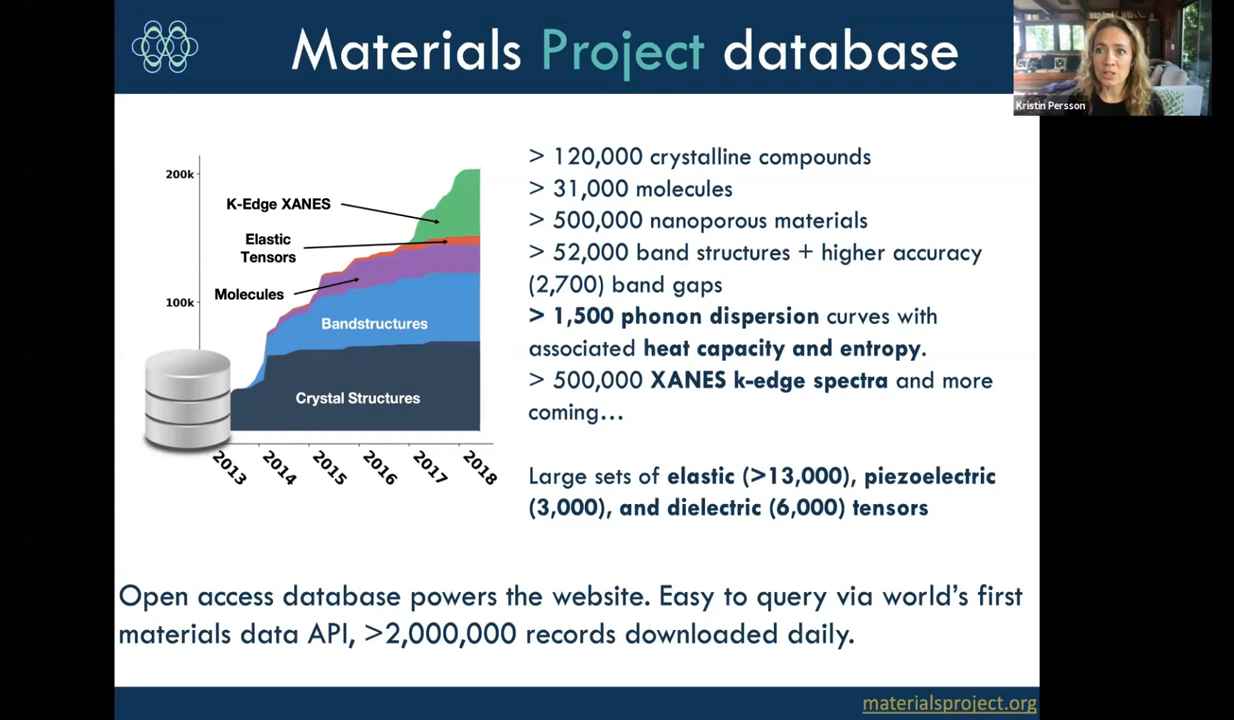 Materials Project database
Kristin Persson
200k
K-Edge XANES
Elastic
Tensors
Molecules
100k
Bandstructures
Crystal Structures
2013
2014
2015
2016
2017
2018
> 120,000 crystalline compounds
> 31,000 molecules
> 500,000 nanoporous materials
> 52,000 band structures + higher accuracy
(2,700) band gaps
> 1,500 phonon dispersion curves with
associated heat capacity and entropy.
> 500,000 XANES k-edge spectra and more
coming…
Large sets of elastic (>13,000), piezoelectric
(3,000), and dielectric (6,000) tensors
Open access database powers the website. Easy to query via world’s first
materials data API, >2,000,000 records downloaded daily.
materialsproject.org